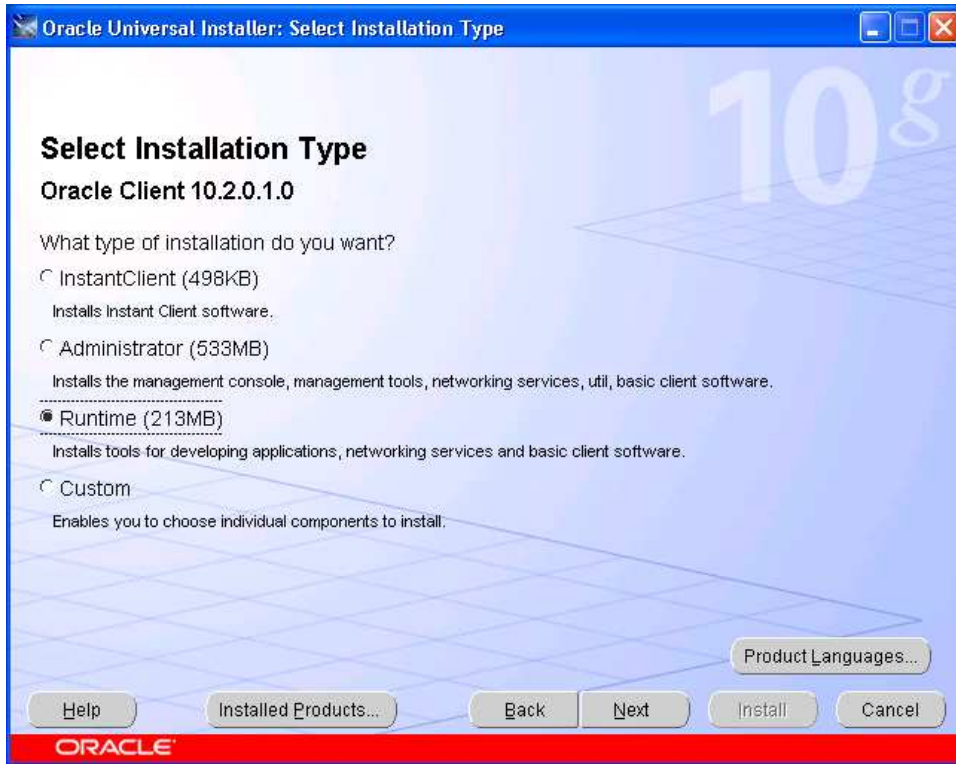 Oracle Universal Installer: Select Installation Type
10g
Select Installation Type
Oracle Client 10.2.0.1.0
What type of installation do you want?
InstantClient (498KB)
Installs Instant Client software.
Administrator (533MB)
Installs the management console, management tools, networking services, util, basic client software.
Runtime (213MB)
Installs tools for developing applications, networking services and basic client software.
Custom
Enables you to choose individual components to install.
Product Languages...
Help Installed Products... Back Next Install Cancel
ORACLE